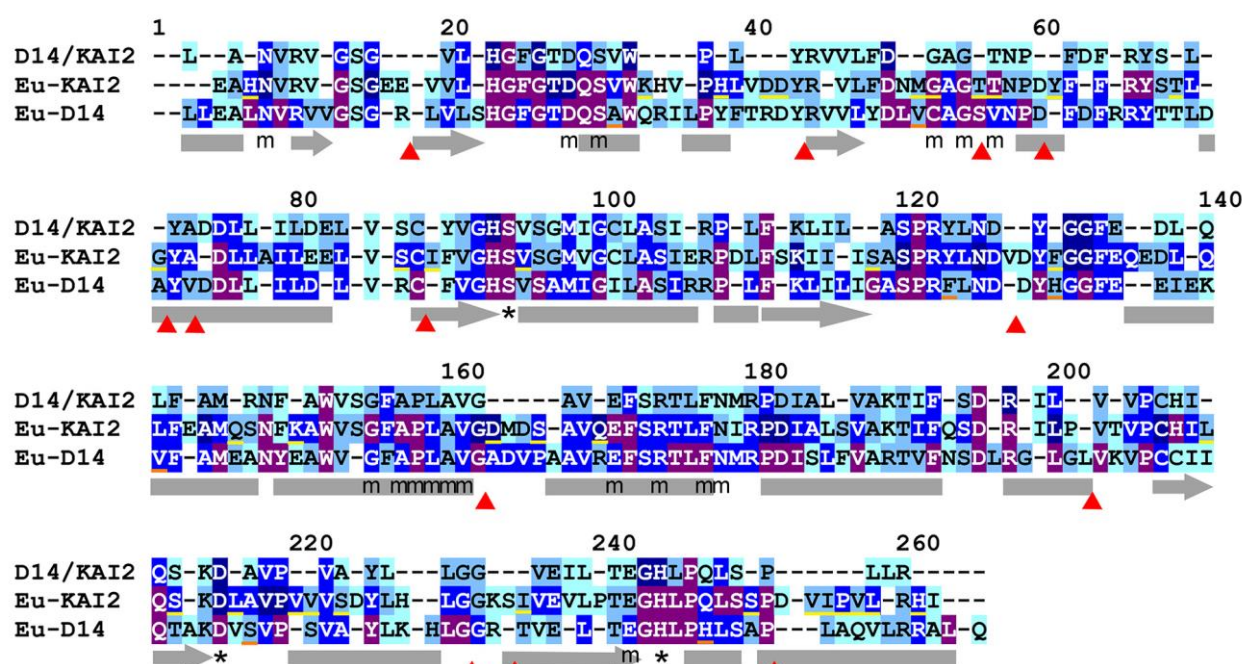 1 20 40 60
D14/KAI2 --L--A-NVRV-GSG----VL-HGFGTDQSVW----P-L---YRVVLFD--GAG-TNP--FDF-RYS-L-
Eu-KAI2 ----EAHNVRV-GSGEE-VVL-HGFGTDQSVWKHV-PHLVDDYR-VLFDNMGAGTTNPDYF-F-RYSTL-
Eu-D14 --LLEALNVRVVGSG-R-LVLSHGFGTDQSAWQRILPYFTRDYRVVLYDLVCAGSVNPD-FDFRRYTTLD
m m m m m m
80 100 120 140
D14/KAI2 -YADDLL-ILDEL-V-SC-YVGHSVSGMIGCLASI-RP-LF-KLIL--ASPRYLND--Y-GGFE--DL-Q
Eu-KAI2 GYA-DLLAILEEL-V-SCIFVGHSVSGMVGCLASIERPDLFSKII-ISASPRYLNDVDYFGGFEQEDL-Q
Eu-D14 AYVDDLL-ILD-L-V-RC-FVGHSVSAMIGILASIRRP-LF-KLILIGASPRFLND-DYHGGFE--EIEK
*
160 180 200
D14/KAI2 LF-AM-RNF-AWVSGFAPLAVG-----AV-EFSRTLFNMRPDIAL-VAKTIF-SD-R-IL--V-VPCHI-
Eu-KAI2 LFEAMQSNFKAWVSGFAPLAVGDMDS-AVQEFSRTLFNIRPDIALSVAKTIFQSD-R-ILP-VTVPCHIL
Eu-D14 VF-AMEANYEAWV-GFAPLAVGADVPAAVREFSRTLFNMRPDISLFVARTVFNSDLRG-LGLVKVPCCII
m mmmmm m m mm
220 240 260
D14/KAI2 QS-KD-AVP--VA-YL---LGG---VEIL-TEGHLPQLS-P------LLR-----
Eu-KAI2 QS-KDLAVPVVVSDYLH--LGGKSIVEVLPTEGHLPQLSSPD-VIPVL-RHI---
Eu-D14 QTAKDVSVP-SVA-YLK-HLGGR-TVE-L-TEGHLPHLSAP---LAQVLRRAL-Q
* m *